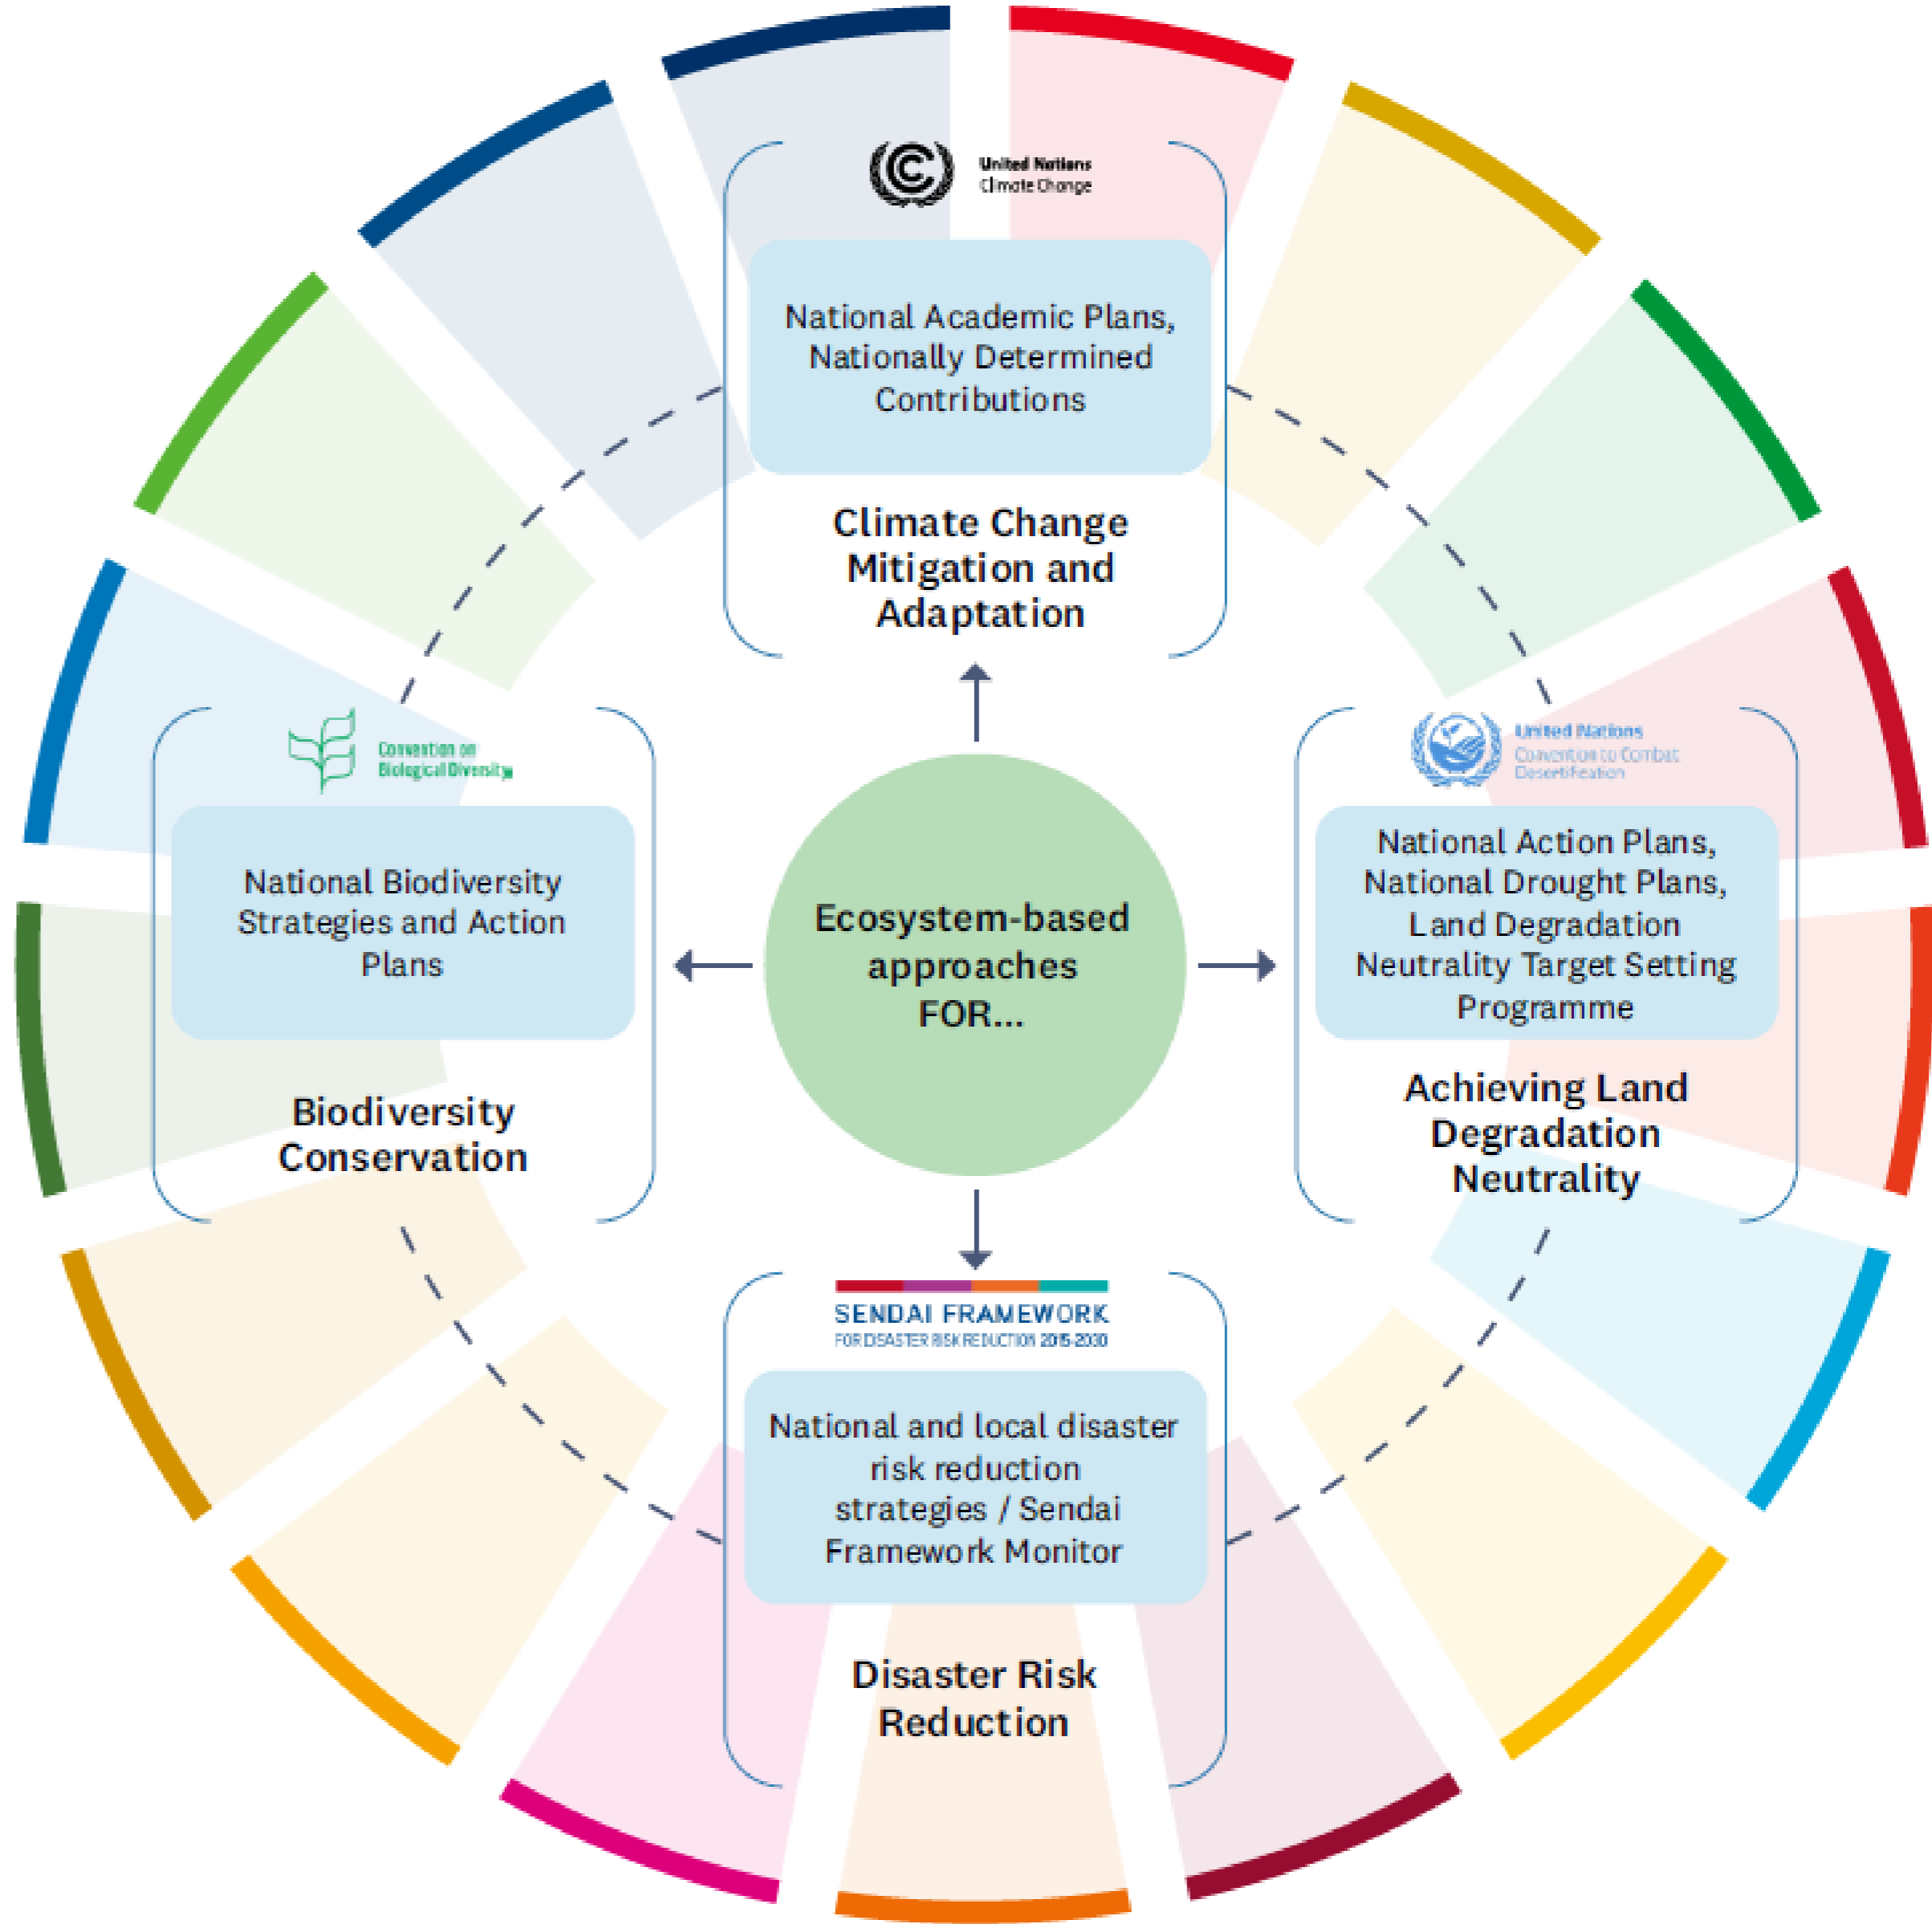 United Nations
Climate Change
National Academic Plans,
Nationally Determined
Contributions
Climate Change
Mitigation and
Adaptation
Convention on
Biological Diversity
National Biodiversity
Strategies and Action
Plans
Biodiversity
Conservation
Ecosystem-based
approaches
FOR...
United Nations
Convention to Combat
Desertification
National Action Plans,
National Drought Plans,
Land Degradation
Neutrality Target Setting
Programme
Achieving Land
Degradation
Neutrality
SENDAI FRAMEWORK
FOR DISASTER RISK REDUCTION 2015-2030
National and local disaster
risk reduction
strategies / Sendai
Framework Monitor
Disaster Risk
Reduction